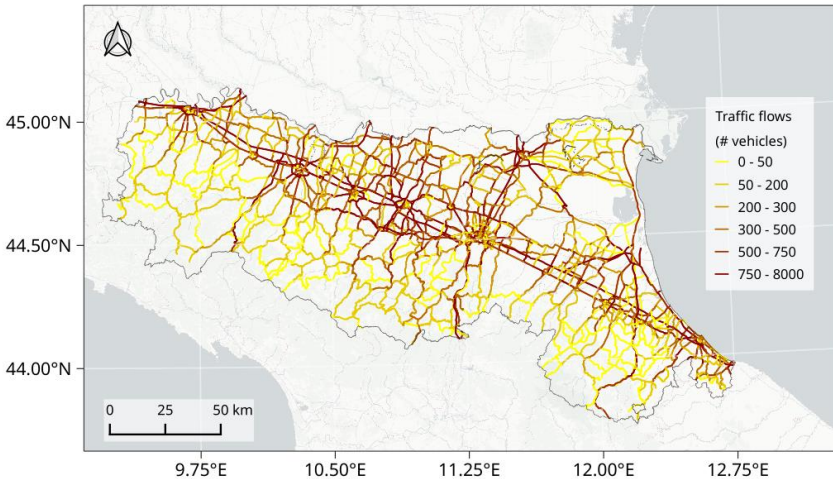 45.00°N
44.50°N
44.00°N
Traffic flows
(# vehicles)
0 - 50
50 - 200
200 - 300
300 - 500
500 - 750
750 - 8000
0 25 50 km
9.75°E 10.50°E 11.25°E 12.00°E 12.75°E